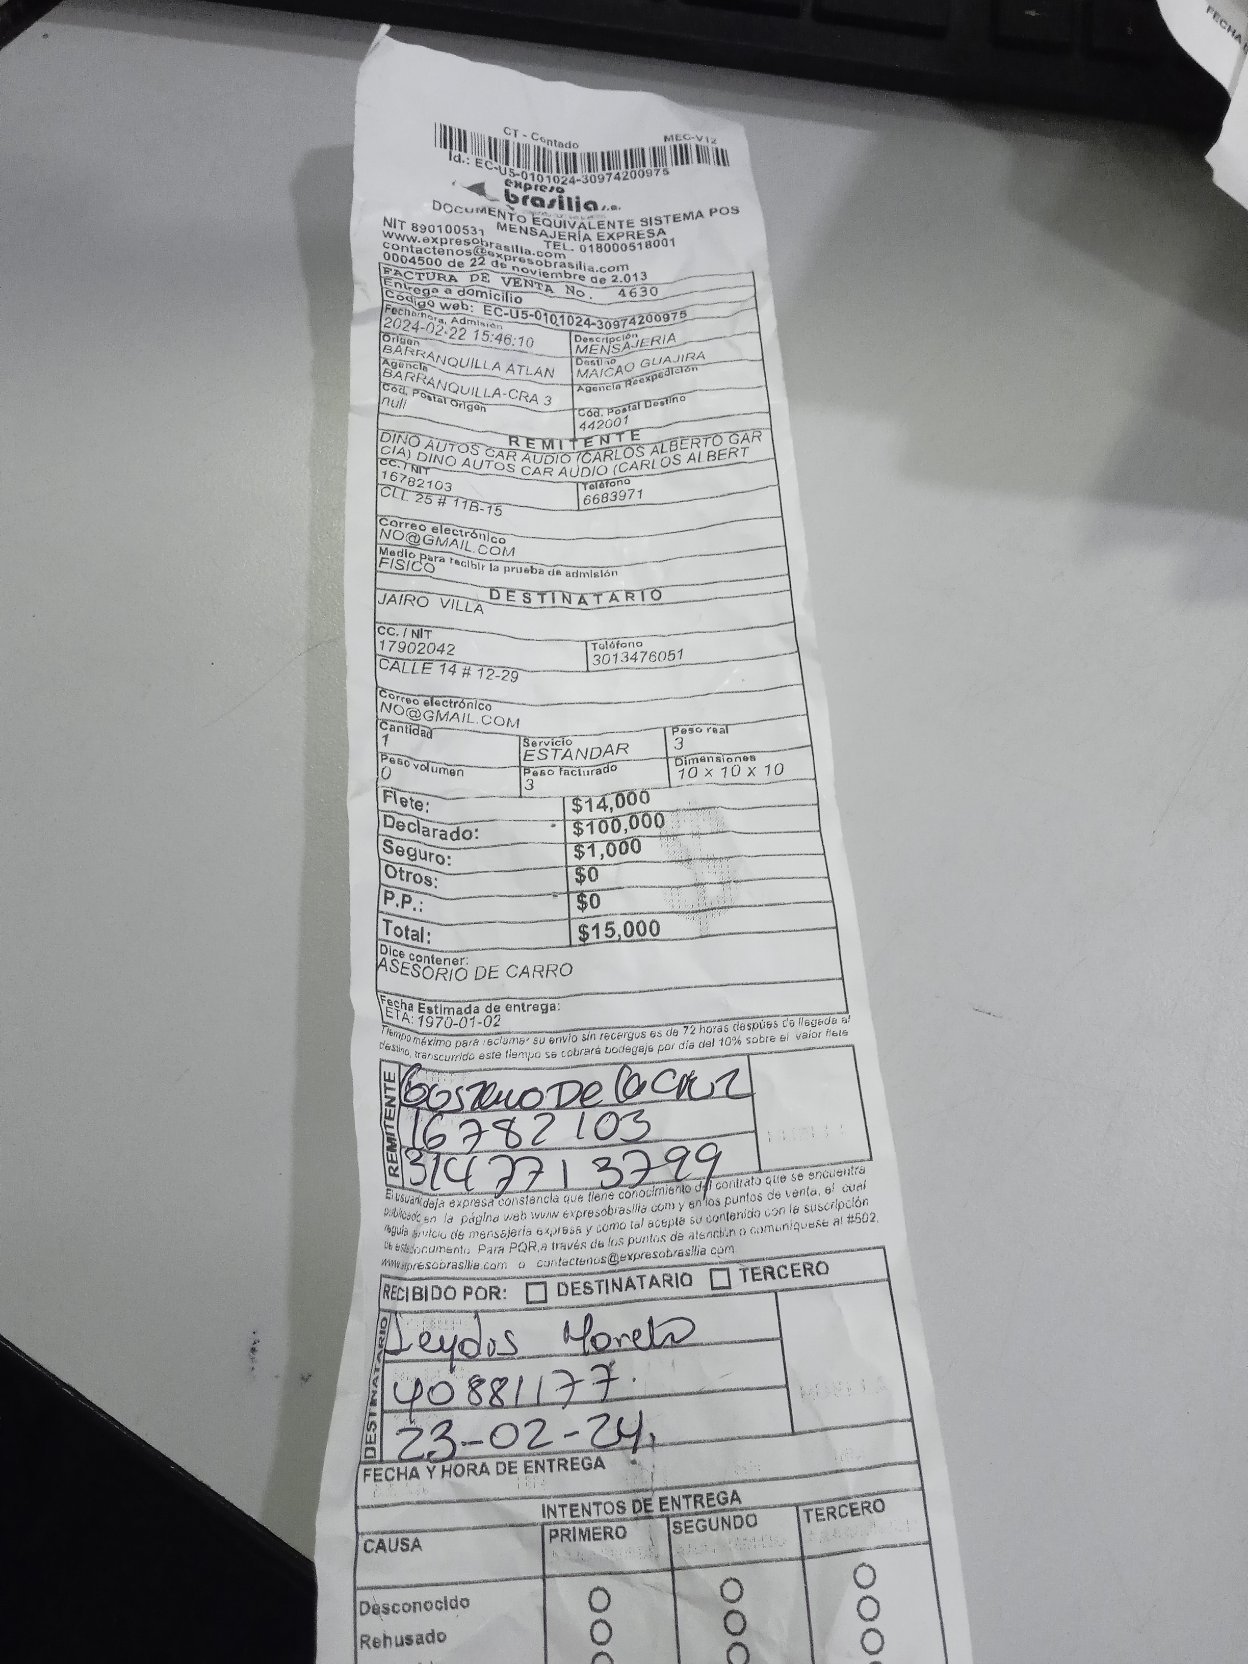 CT - Contado
MEC-V12
Id.: EC-U5-0101024-30974200975
expreso
brasilia s.a.
DOCUMENTO EQUIVALENTE SISTEMA POS
NIT 890100531 MENSAJERÍA EXPRESA
www.expresobrasilia.com TEL. 018000518001
contactenos@expresobrasilia.com
0004500 de 22 de noviembre de 2.013
FACTURA DE VENTA No. 4630
Entrega a domicilio
Código web: EC-U5-0101024-30974200975
Fecha/hora, Admisión
2024-02-22 15:46:10
Descripción
MENSAJERIA
Origen
BARRANQUILLA ATLAN
Destino
MAICAO GUAJIRA
Agencia
BARRANQUILLA-CRA 3
Agencia Reexpedición
Cód. Postal Origen
null
Cód. Postal Destino
442001
REMITENTE
DINO AUTOS CAR AUDIO (CARLOS ALBERTO GAR
CIA) DINO AUTOS CAR AUDIO (CARLOS ALBERT
CC. / NIT
16782103
Teléfono
6683971
CLL 25 # 11B-15
Correo electrónico
NO@GMAIL.COM
Medio para recibir la prueba de admisión
FISICO
DESTINATARIO
JAIRO VILLA
CC. / NIT
17902042
Teléfono
3013476051
CALLE 14 # 12-29
Correo electrónico
NO@GMAIL.COM
Cantidad
1
Servicio
ESTANDAR
Peso real
3
Peso volumen
0
Peso facturado
3
Dimensiones
10 x 10 x 10
Flete: $14,000
Declarado: $100,000
Seguro: $1,000
Otros: $0
P.P.: $0
Total: $15,000
Dice contener:
ASESORIO DE CARRO
Fecha Estimada de entrega:
ETA: 1970-01-02
Tiempo máximo para reclamar su envío sin recargos es de 72 horas después de llegada al
destino, transcurrido este tiempo se cobrará bodegaje por día del 10% sobre el valor flete
REMITENTE
De la Cruz
16782103
3147713799
El usuario deja expresa constancia que tiene conocimiento del contrato que se encuentra
publicado en la página web www.expresobrasilia.com y en los puntos de venta, el cual
regula servicio de mensajería expresa y como tal acepta su contenido con la suscripción
de este documento. Para PQR, a través de los puntos de atención o comuniquese al #502,
www.expresobrasilia.com o contactenos@expresobrasilia.com
RECIBIDO POR: DESTINATARIO TERCERO
DESTINATARIO
Leydis
40881177.
23-02-24.
FECHA Y HORA DE ENTREGA
INTENTOS DE ENTREGA
CAUSA PRIMERO SEGUNDO TERCERO
Desconocido
Rehusado
FECHA